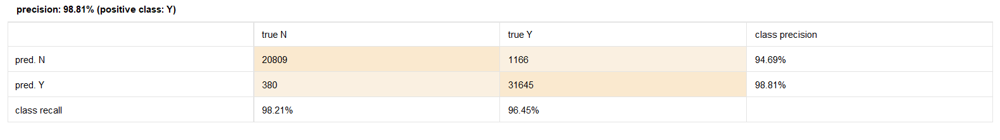 precision: 98.81% (positive class: Y)
true N true Y class precision
pred. N 20809 1166 94.69%
pred. Y 380 31645 98.81%
class recall 98.21% 96.45%